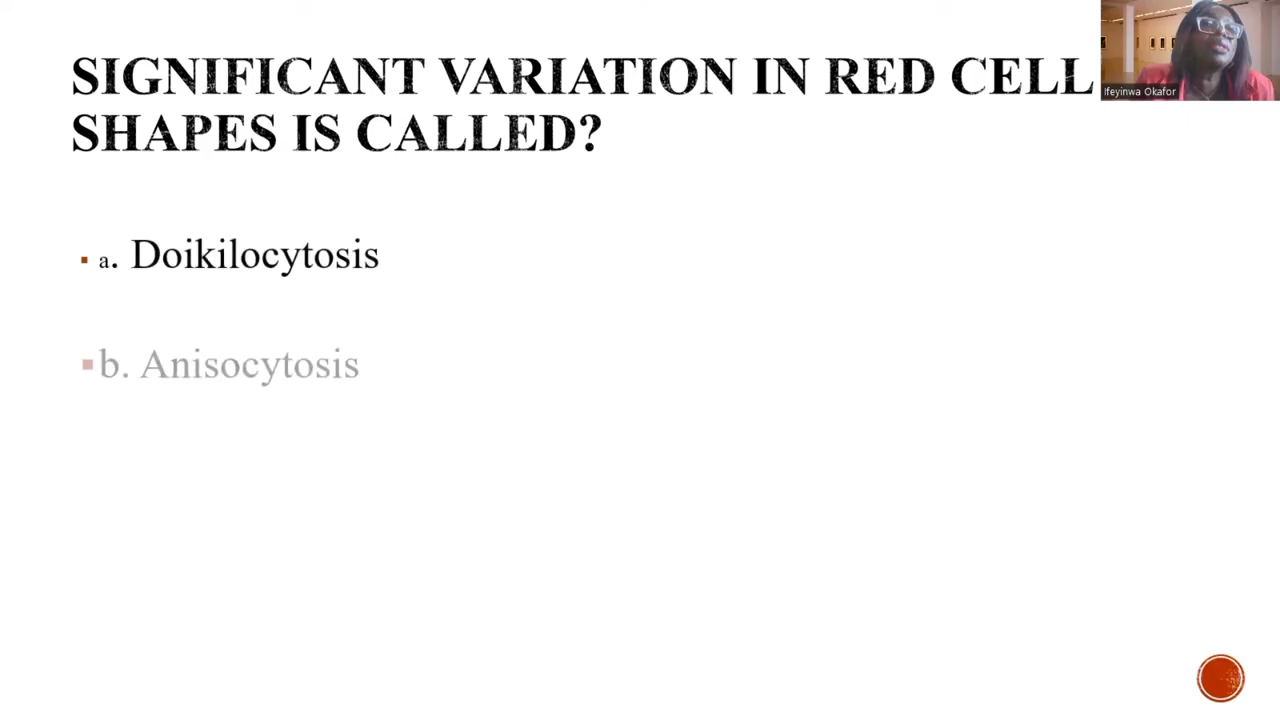 SIGNIFICANT VARIATION IN RED CELL
SHAPES IS CALLED?
Ifeyinwa Okafor
a. Doikilocytosis
b. Anisocytosis